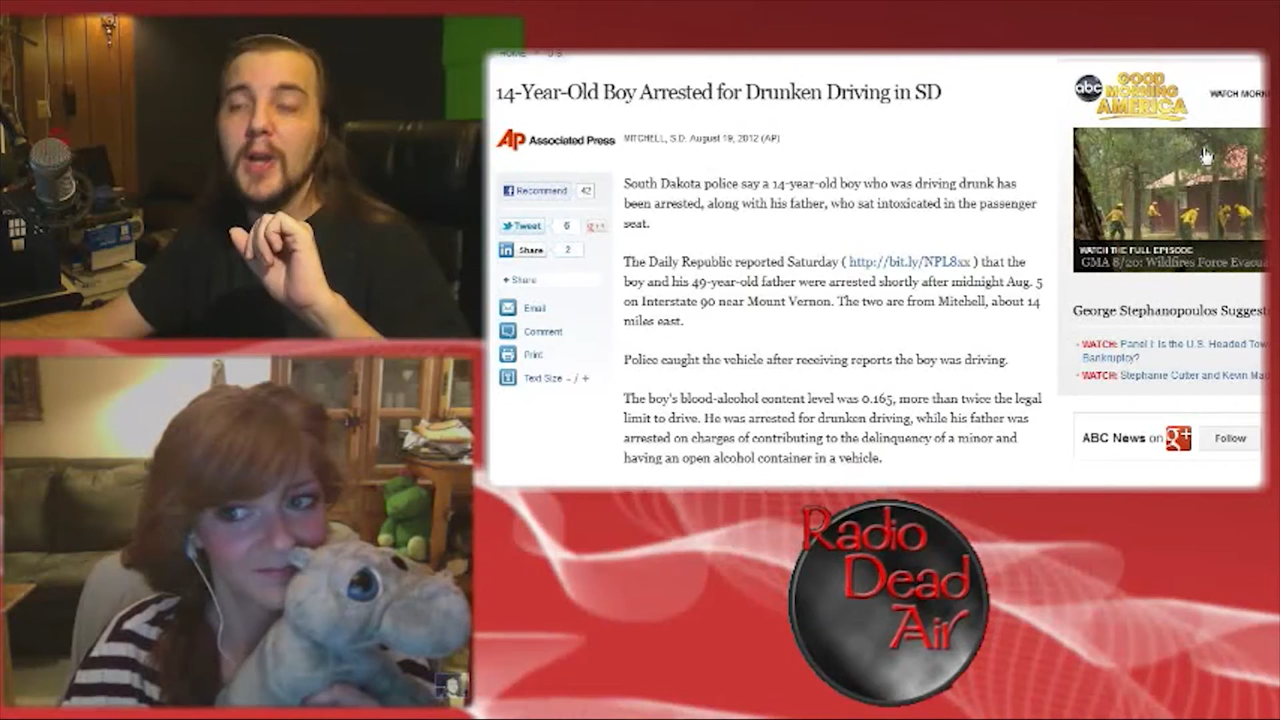 HOME > U.S.
14-Year-Old Boy Arrested for Drunken Driving in SD
AP Associated Press
MITCHELL, S.D. August 19, 2012 (AP)
Recommend 42
Tweet 6 +1
Share 2
+ Share
Email
Comment
Print
Text Size - / +
South Dakota police say a 14-year-old boy who was driving drunk has
been arrested, along with his father, who sat intoxicated in the passenger
seat.
The Daily Republic reported Saturday ( http://bit.ly/NPL8xx ) that the
boy and his 49-year-old father were arrested shortly after midnight Aug. 5
on Interstate 90 near Mount Vernon. The two are from Mitchell, about 14
miles east.
Police caught the vehicle after receiving reports the boy was driving.
The boy's blood-alcohol content level was 0.165, more than twice the legal
limit to drive. He was arrested for drunken driving, while his father was
arrested on charges of contributing to the delinquency of a minor and
having an open alcohol container in a vehicle.
abc GOOD MORNING AMERICA
WATCH MORN
WATCH THE FULL EPISODE
GMA 8/20: Wildfires Force Evacua
George Stephanopoulos Suggest
- WATCH: Panel I: Is the U.S. Headed Tow
Bankruptcy?
- WATCH: Stephanie Cutter and Kevin Ma
ABC News on g+ Follow
Radio
Dead
Air